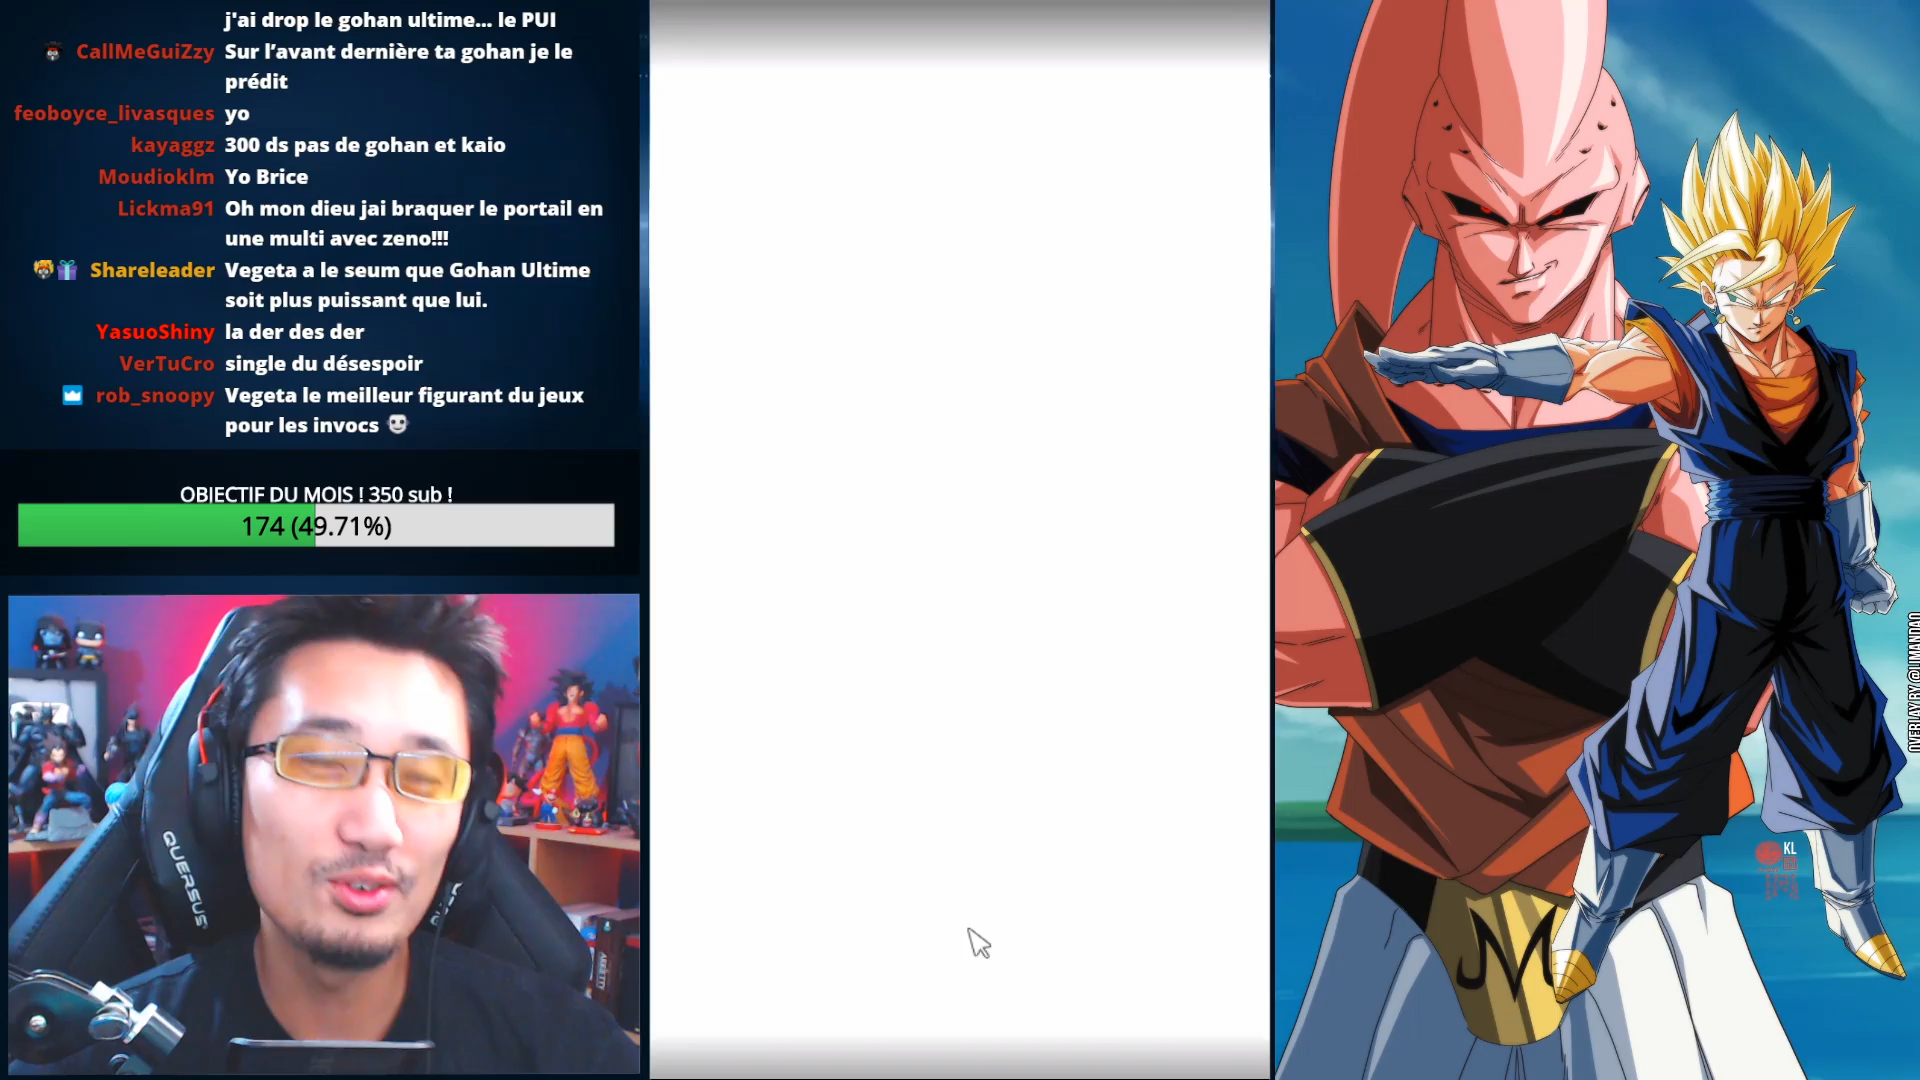 j'ai drop le gohan ultime... le PUI
CallMeGuiZzy Sur l’avant dernière ta gohan je le
prédit
feoboyce_livasques yo
kayaggz 300 ds pas de gohan et kaio
Moudioklm Yo Brice
Lickma91 Oh mon dieu jai braquer le portail en
une multi avec zeno!!!
Shareleader Vegeta a le seum que Gohan Ultime
soit plus puissant que lui.
YasuoShiny la der des der
VerTuCro single du désespoir
rob_snoopy Vegeta le meilleur figurant du jeux
pour les invocs
OBJECTIF DU MOIS ! 350 sub !
174 (49.71%)
QUERSUS
OVERLAY BY @LIMANDAO
KL
M